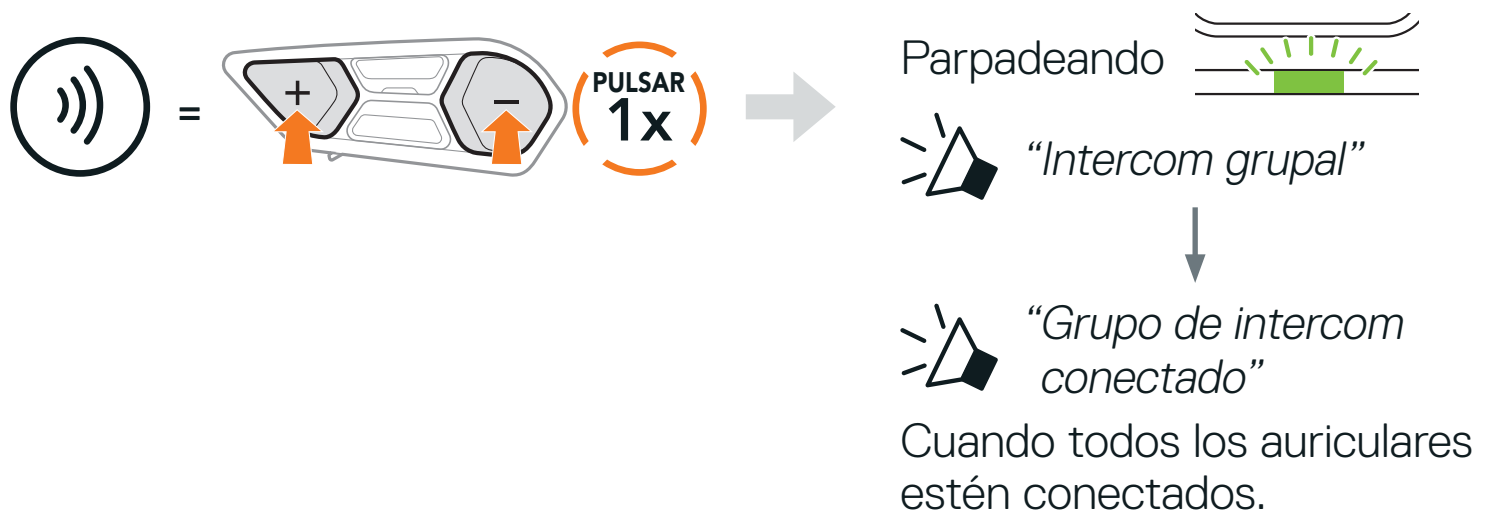 =
+
–
PULSAR
1x
Parpadeando
“Intercom grupal”
“Grupo de intercom
conectado”
Cuando todos los auriculares
estén conectados.